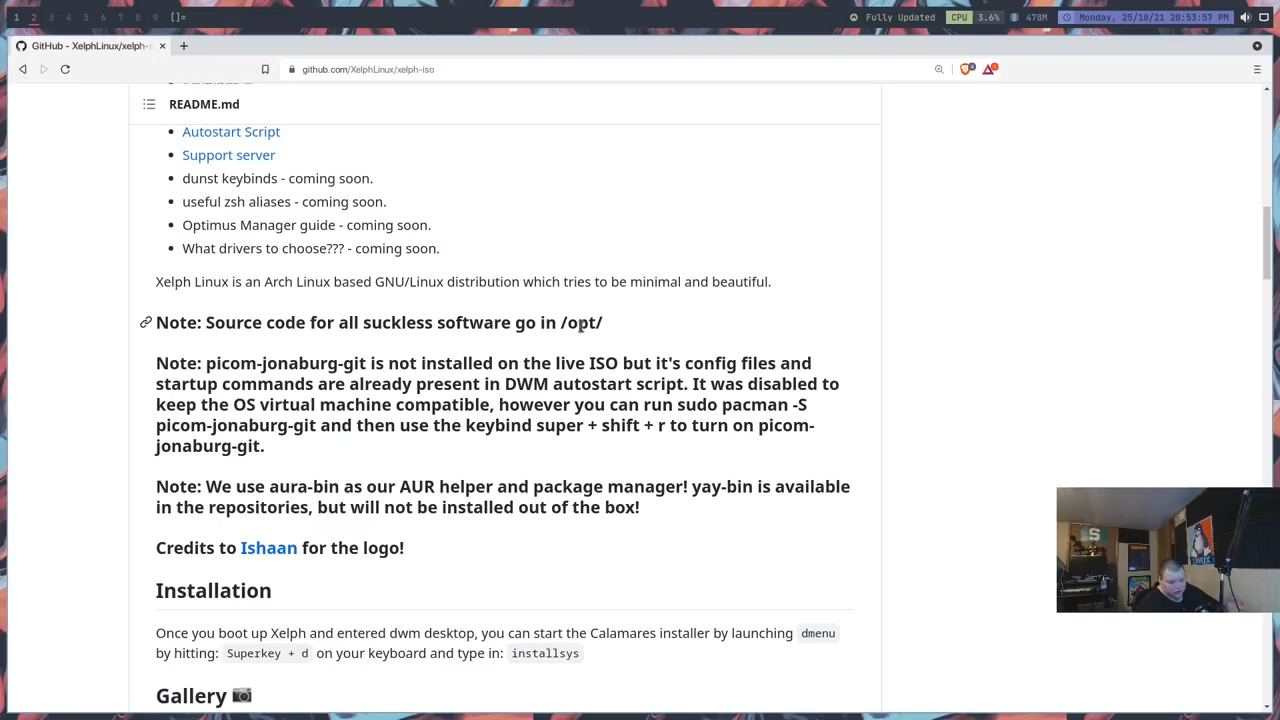 1 2 3 4 5 6 7 8 9 []=
Fully Updated CPU 3.6% 478M Monday, 25/10/21 20:53:57 PM
GitHub - XelphLinux/xelph-is
github.com/XelphLinux/xelph-iso
README.md
Autostart Script
Support server
dunst keybinds - coming soon.
useful zsh aliases - coming soon.
Optimus Manager guide - coming soon.
What drivers to choose??? - coming soon.
Xelph Linux is an Arch Linux based GNU/Linux distribution which tries to be minimal and beautiful.
Note: Source code for all suckless software go in /opt/
Note: picom-jonaburg-git is not installed on the live ISO but it's config files and
startup commands are already present in DWM autostart script. It was disabled to
keep the OS virtual machine compatible, however you can run sudo pacman -S
picom-jonaburg-git and then use the keybind super + shift + r to turn on picom-
jonaburg-git.
Note: We use aura-bin as our AUR helper and package manager! yay-bin is available
in the repositories, but will not be installed out of the box!
Credits to Ishaan for the logo!
Installation
Once you boot up Xelph and entered dwm desktop, you can start the Calamares installer by launching dmenu
by hitting: Superkey + d on your keyboard and type in: installsys
Gallery